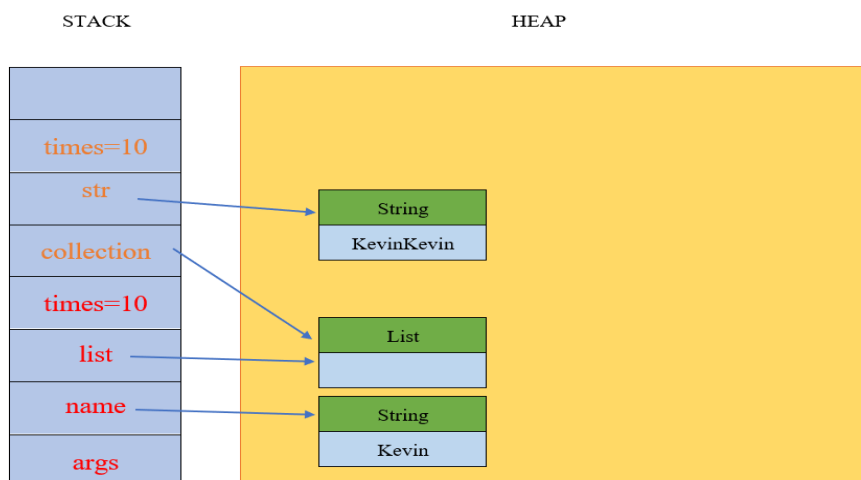 STACK
HEAP
times=10
str
collection
times=10
list
name
args
String
KevinKevin
List
String
Kevin